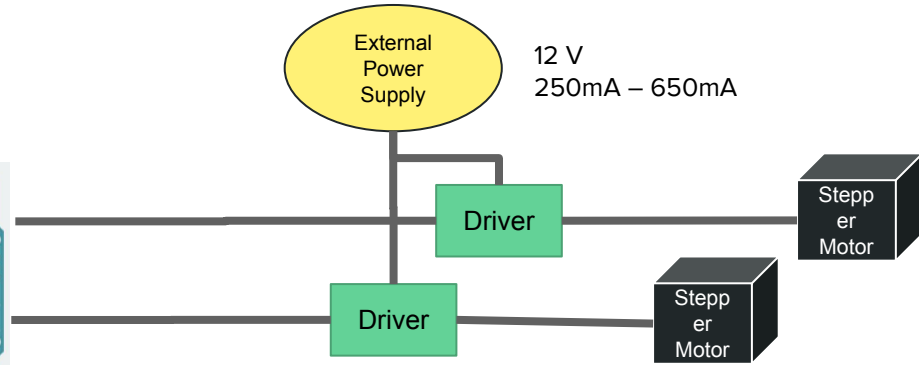 External
Power
Supply
12 V
250mA – 650mA
Driver
Stepp
er
Motor
Driver
Stepp
er
Motor